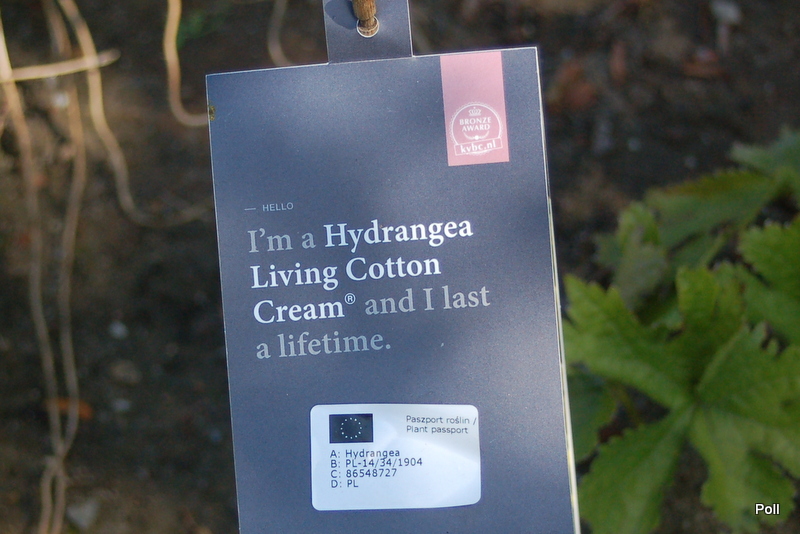 BRONZE
AWARD
kvbc.nl
— HELLO
I'm a Hydrangea
Living Cotton
Cream® and I last
a lifetime.
Paszport roślin /
Plant passport
A: Hydrangea
B: PL-14/34/1904
C: 86548727
D: PL
Poll